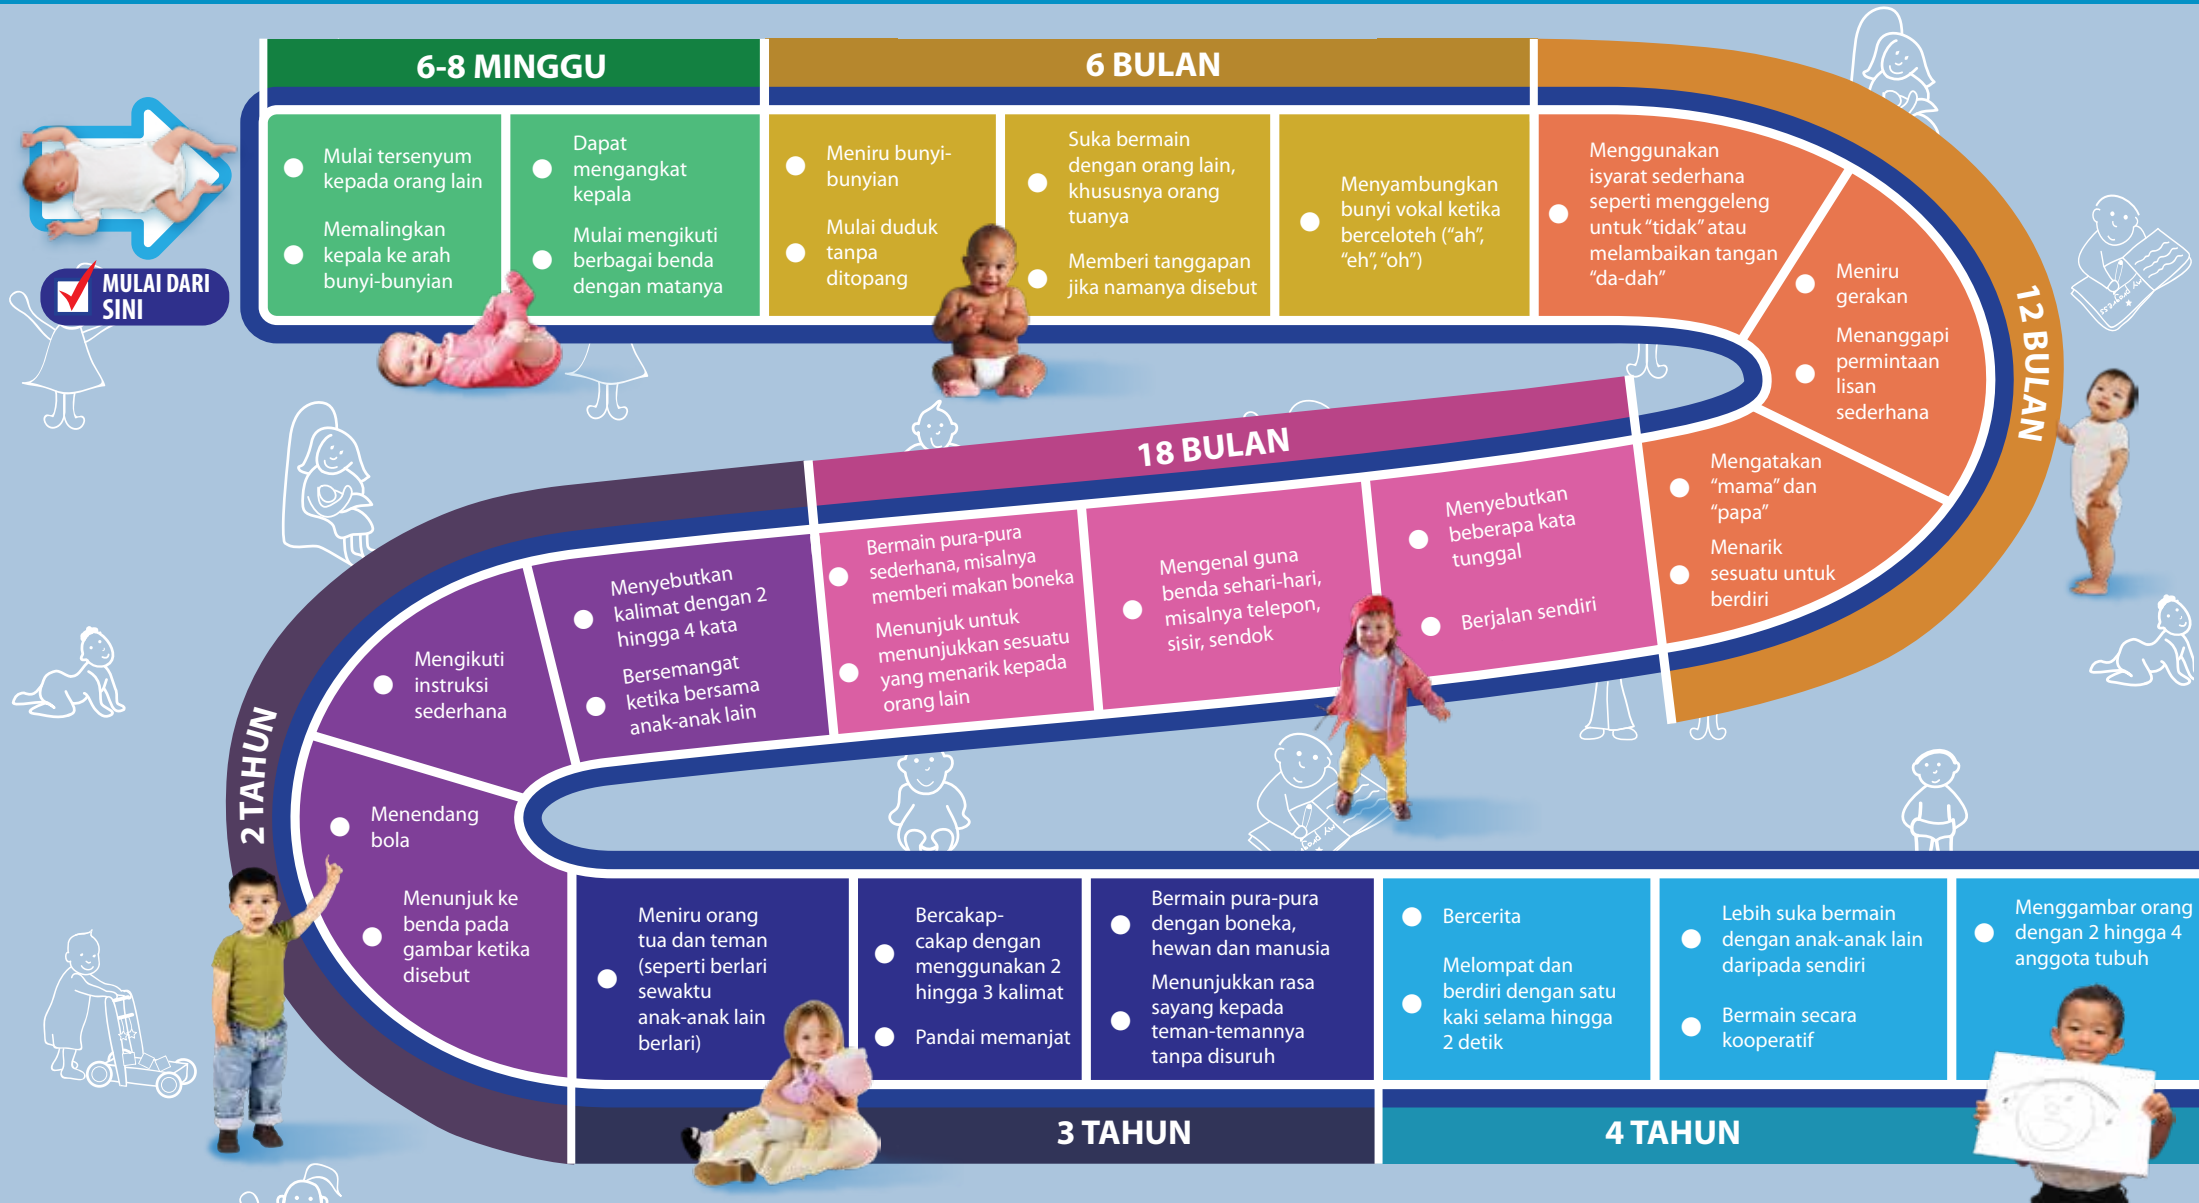 6-8 MINGGU
6 BULAN
MULAI DARI
SINI
Mulai tersenyum
kepada orang lain
Memalingkan
kepala ke arah
bunyi-bunyian
Dapat
mengangkat
kepala
Mulai mengikuti
berbagai benda
dengan matanya
Meniru bunyi-
bunyian
Mulai duduk
tanpa
ditopang
Suka bermain
dengan orang lain,
khususnya orang
tuanya
Memberi tanggapan
jika namanya disebut
Menyambungkan
bunyi vokal ketika
berceloteh (“ah”,
“eh”, “oh”)
12 BULAN
Menggunakan
isyarat sederhana
seperti menggeleng
untuk “tidak” atau
melambaikan tangan
“da-dah”
Meniru
gerakan
Menanggapi
permintaan
lisan
sederhana
Mengatakan
“mama” dan
“papa”
Menarik
sesuatu untuk
berdiri
18 BULAN
Menyebutkan
beberapa kata
tunggal
Berjalan sendiri
Mengenal guna
benda sehari-hari,
misalnya telepon,
sisir, sendok
Bermain pura-pura
sederhana, misalnya
memberi makan boneka
Menunjuk untuk
menunjukkan sesuatu
yang menarik kepada
orang lain
2 TAHUN
Menyebutkan
kalimat dengan 2
hingga 4 kata
Bersemangat
ketika bersama
anak-anak lain
Mengikuti
instruksi
sederhana
Menendang
bola
Menunjuk ke
benda pada
gambar ketika
disebut
Meniru orang
tua dan teman
(seperti berlari
sewaktu
anak-anak lain
berlari)
Bercakap-
cakap dengan
menggunakan 2
hingga 3 kalimat
Pandai memanjat
Bermain pura-pura
dengan boneka,
hewan dan manusia
Menunjukkan rasa
sayang kepada
teman-temannya
tanpa disuruh
3 TAHUN
Bercerita
Melompat dan
berdiri dengan satu
kaki selama hingga
2 detik
Lebih suka bermain
dengan anak-anak lain
daripada sendiri
Bermain secara
kooperatif
Menggambar orang
dengan 2 hingga 4
anggota tubuh
4 TAHUN